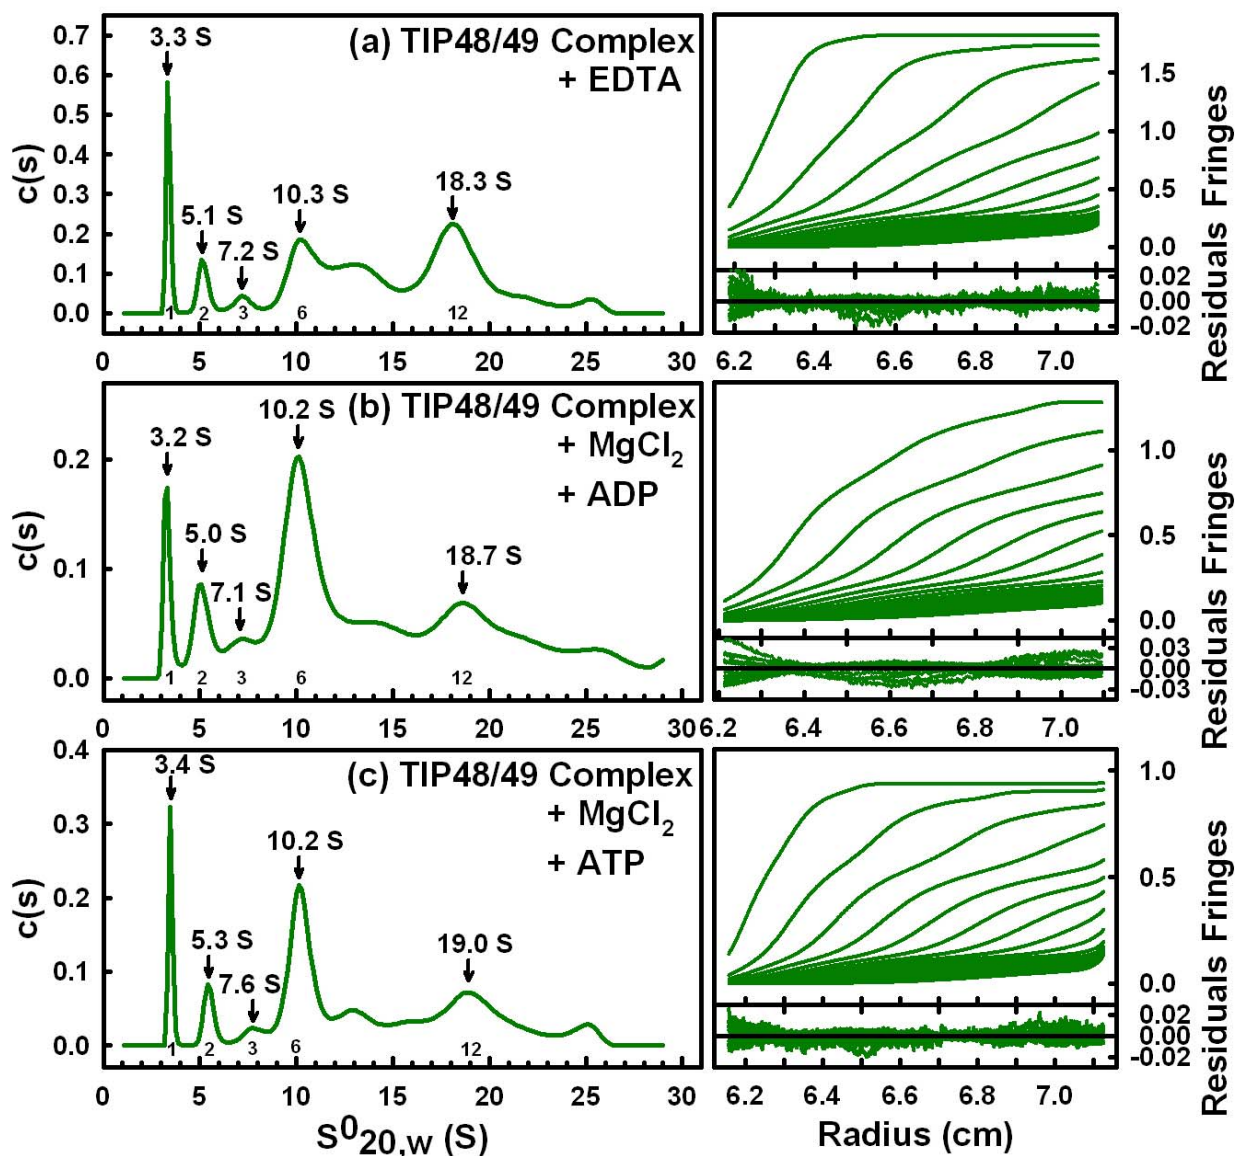 (a) TIP48/49 Complex
+ EDTA
c(s)
0.7
0.6
0.5
0.4
0.3
0.2
0.1
0.0
3.3 S
5.1 S
7.2 S
10.3 S
18.3 S
1 2 3 6 12
0 5 10 15 20 25 30
1.5
1.0
0.5
0.0
0.02
0.00
-0.02
Residuals Fringes
6.2 6.4 6.6 6.8 7.0
(b) TIP48/49 Complex
+ MgCl2
+ ADP
c(s)
0.2
0.1
0.0
3.2 S
5.0 S
7.1 S
10.2 S
18.7 S
1 2 3 6 12
0 5 10 15 20 25 30
1.0
0.5
0.0
0.03
0.00
-0.03
Residuals Fringes
6.2 6.4 6.6 6.8 7.0
(c) TIP48/49 Complex
+ MgCl2
+ ATP
c(s)
0.4
0.3
0.2
0.1
0.0
3.4 S
5.3 S
7.6 S
10.2 S
19.0 S
1 2 3 6 12
0 5 10 15 20 25 30
S020,w (S)
1.0
0.5
0.0
0.02
0.00
-0.02
Residuals Fringes
6.2 6.4 6.6 6.8 7.0
Radius (cm)